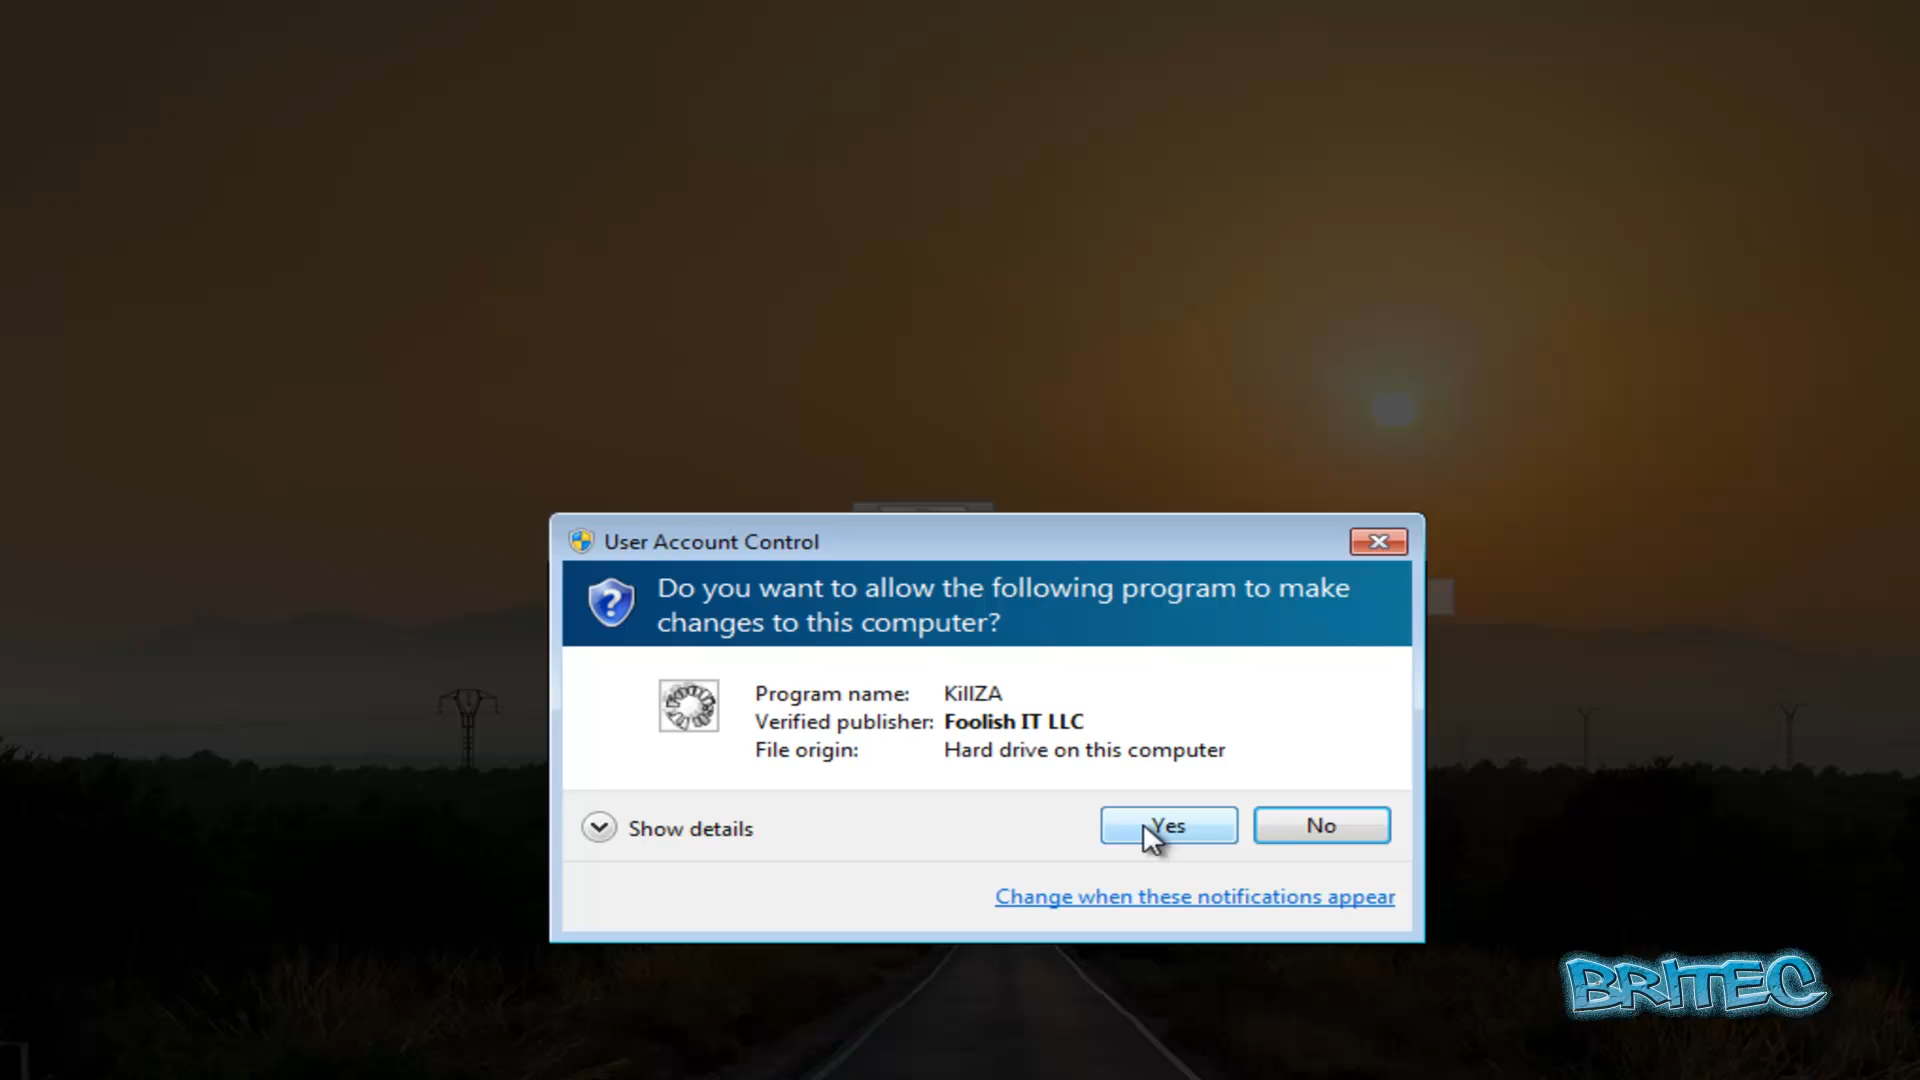 User Account Control
Do you want to allow the following program to make
changes to this computer?
Program name: KillZA
Verified publisher: Foolish IT LLC
File origin: Hard drive on this computer
Show details
Yes
No
Change when these notifications appear
BRITEC